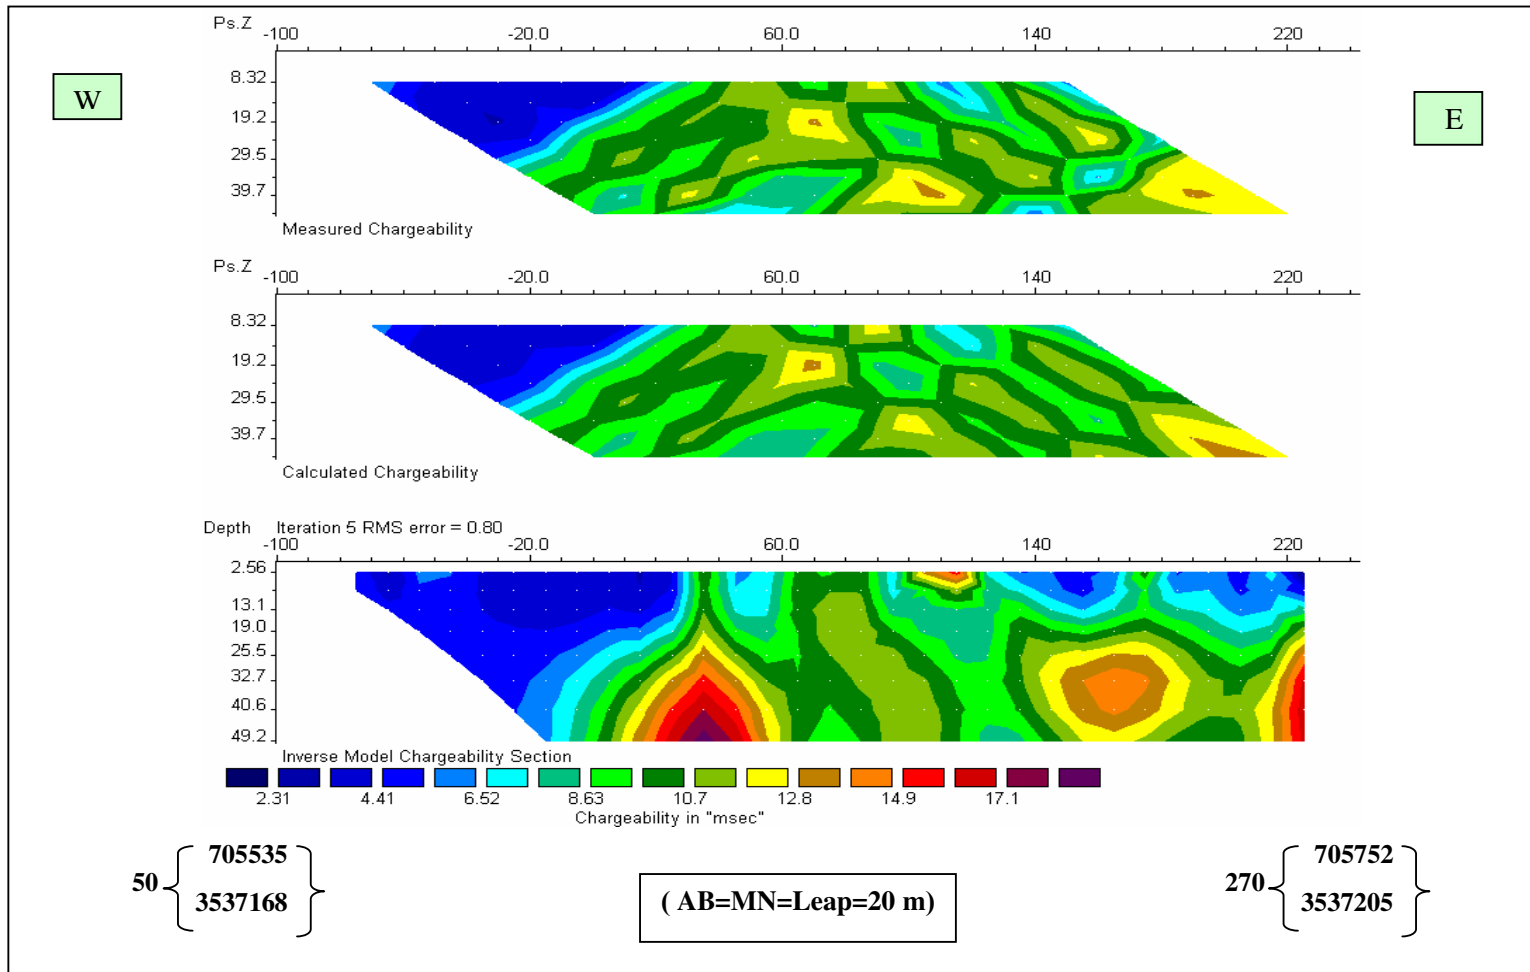 Ps.Z -100 -20.0 60.0 140 220
W
E
8.32
19.2
29.5
39.7
Measured Chargeability
Ps.Z -100 -20.0 60.0 140 220
8.32
19.2
29.5
39.7
Calculated Chargeability
Depth Iteration 5 RMS error = 0.80
-100 -20.0 60.0 140 220
2.56
13.1
19.0
25.5
32.7
40.6
49.2
Inverse Model Chargeability Section
2.31 4.41 6.52 8.63 10.7 12.8 14.9 17.1
Chargeability in "msec"
50 { 705535
3537168 }
( AB=MN=Leap=20 m)
270 { 705752
3537205 }